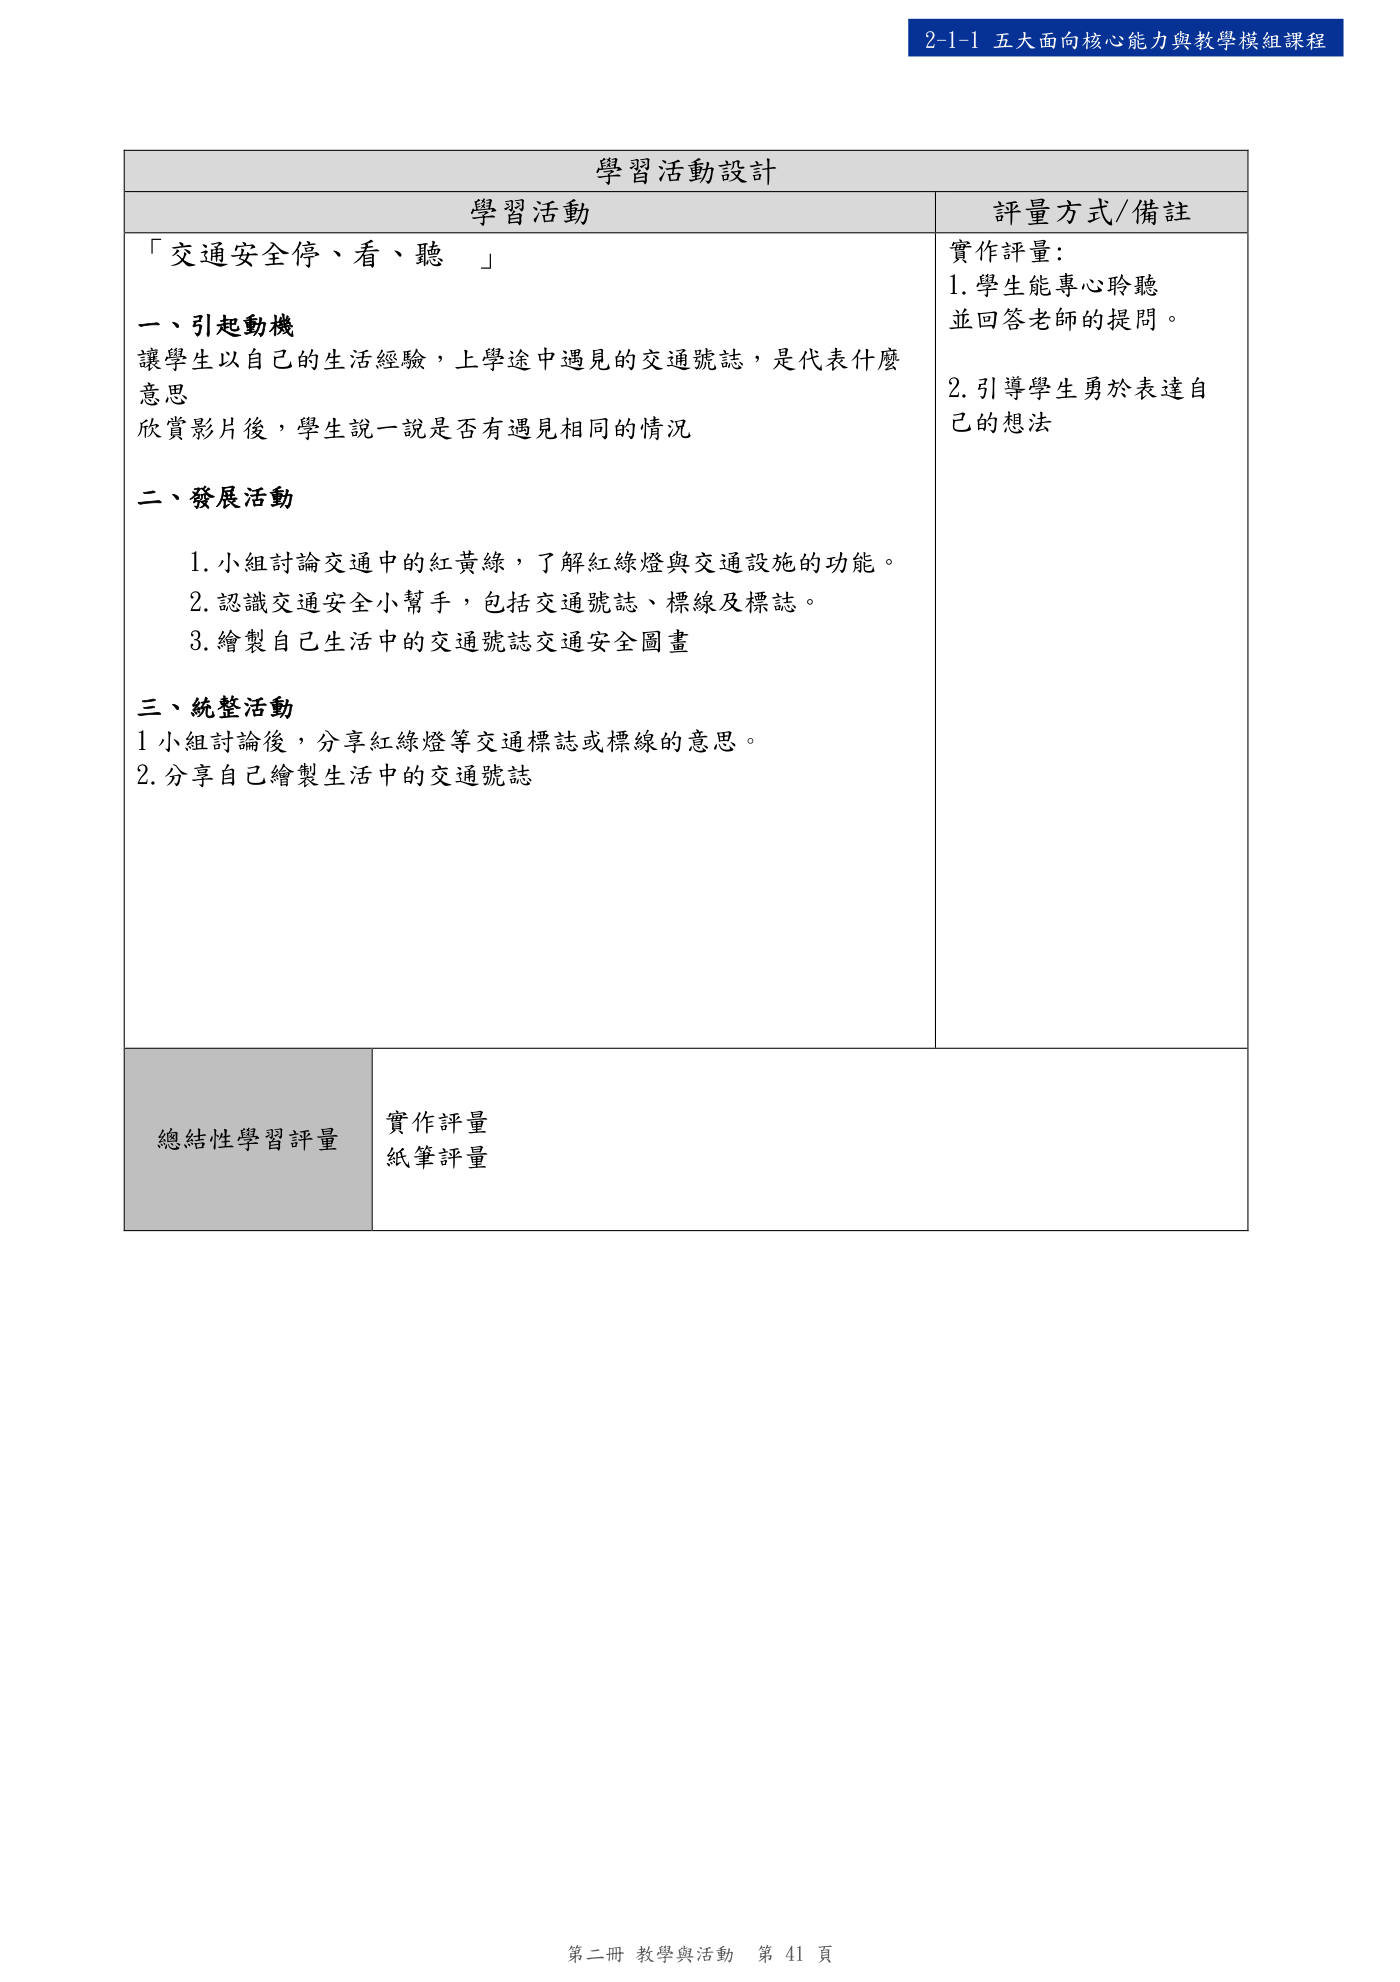 2-1-1 五大面向核心能力與教學模組課程
學習活動設計
學習活動
評量方式/備註
「交通安全停、看、聽　」
一、引起動機
讓學生以自己的生活經驗，上學途中遇見的交通號誌，是代表什麼
意思
欣賞影片後，學生說一說是否有遇見相同的情況
二、發展活動
1.小組討論交通中的紅黃綠，了解紅綠燈與交通設施的功能。
2.認識交通安全小幫手，包括交通號誌、標線及標誌。
3.繪製自己生活中的交通號誌交通安全圖畫
三、統整活動
1 小組討論後，分享紅綠燈等交通標誌或標線的意思。
2.分享自己繪製生活中的交通號誌
實作評量：
1.學生能專心聆聽
並回答老師的提問。
2.引導學生勇於表達自
己的想法
總結性學習評量
實作評量
紙筆評量
第二冊 教學與活動　第 41 頁